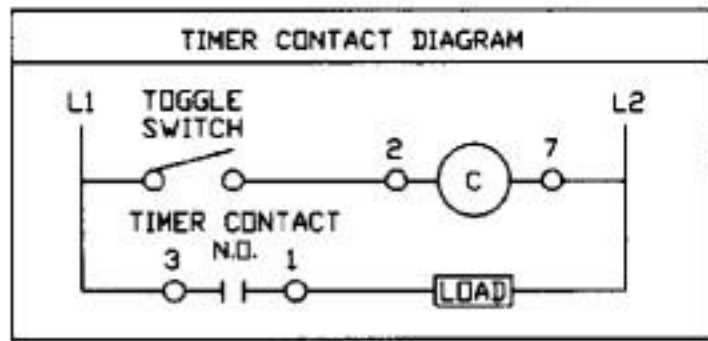 TIMER CONTACT DIAGRAM
L1
TOGGLE
SWITCH
L2
2
C
7
TIMER CONTACT
N.O.
3
1
LOAD